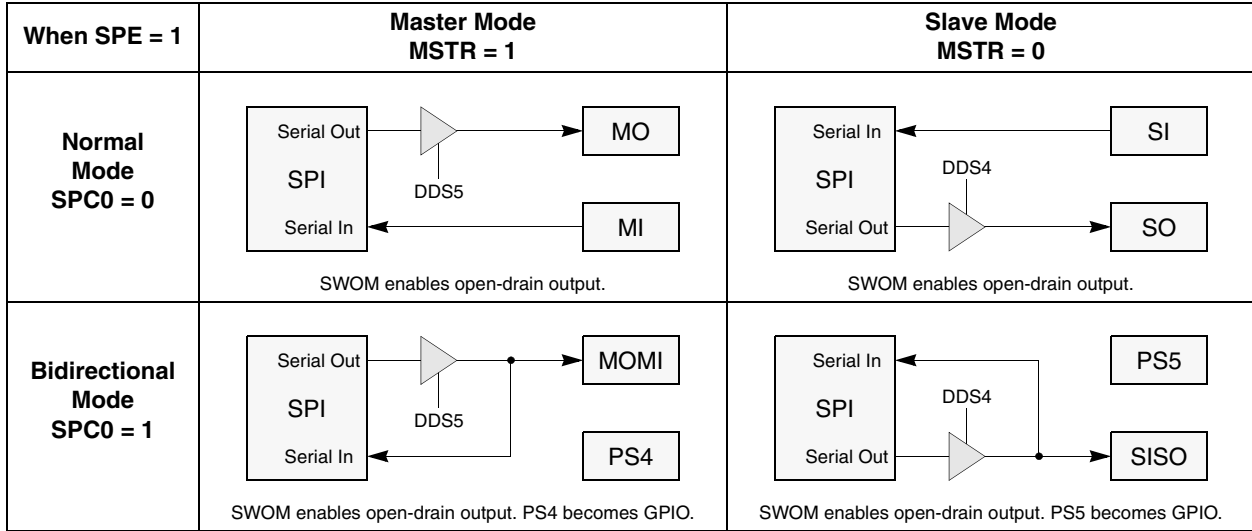 When SPE = 1
Master Mode
MSTR = 1
Slave Mode
MSTR = 0
Normal
Mode
SPC0 = 0
Serial Out
SPI
Serial In
DDS5
MO
MI
SWOM enables open-drain output.
Serial In
SPI
Serial Out
DDS4
SI
SO
SWOM enables open-drain output.
Bidirectional
Mode
SPC0 = 1
Serial Out
SPI
Serial In
DDS5
MOMI
PS4
SWOM enables open-drain output. PS4 becomes GPIO.
Serial In
SPI
Serial Out
DDS4
PS5
SISO
SWOM enables open-drain output. PS5 becomes GPIO.